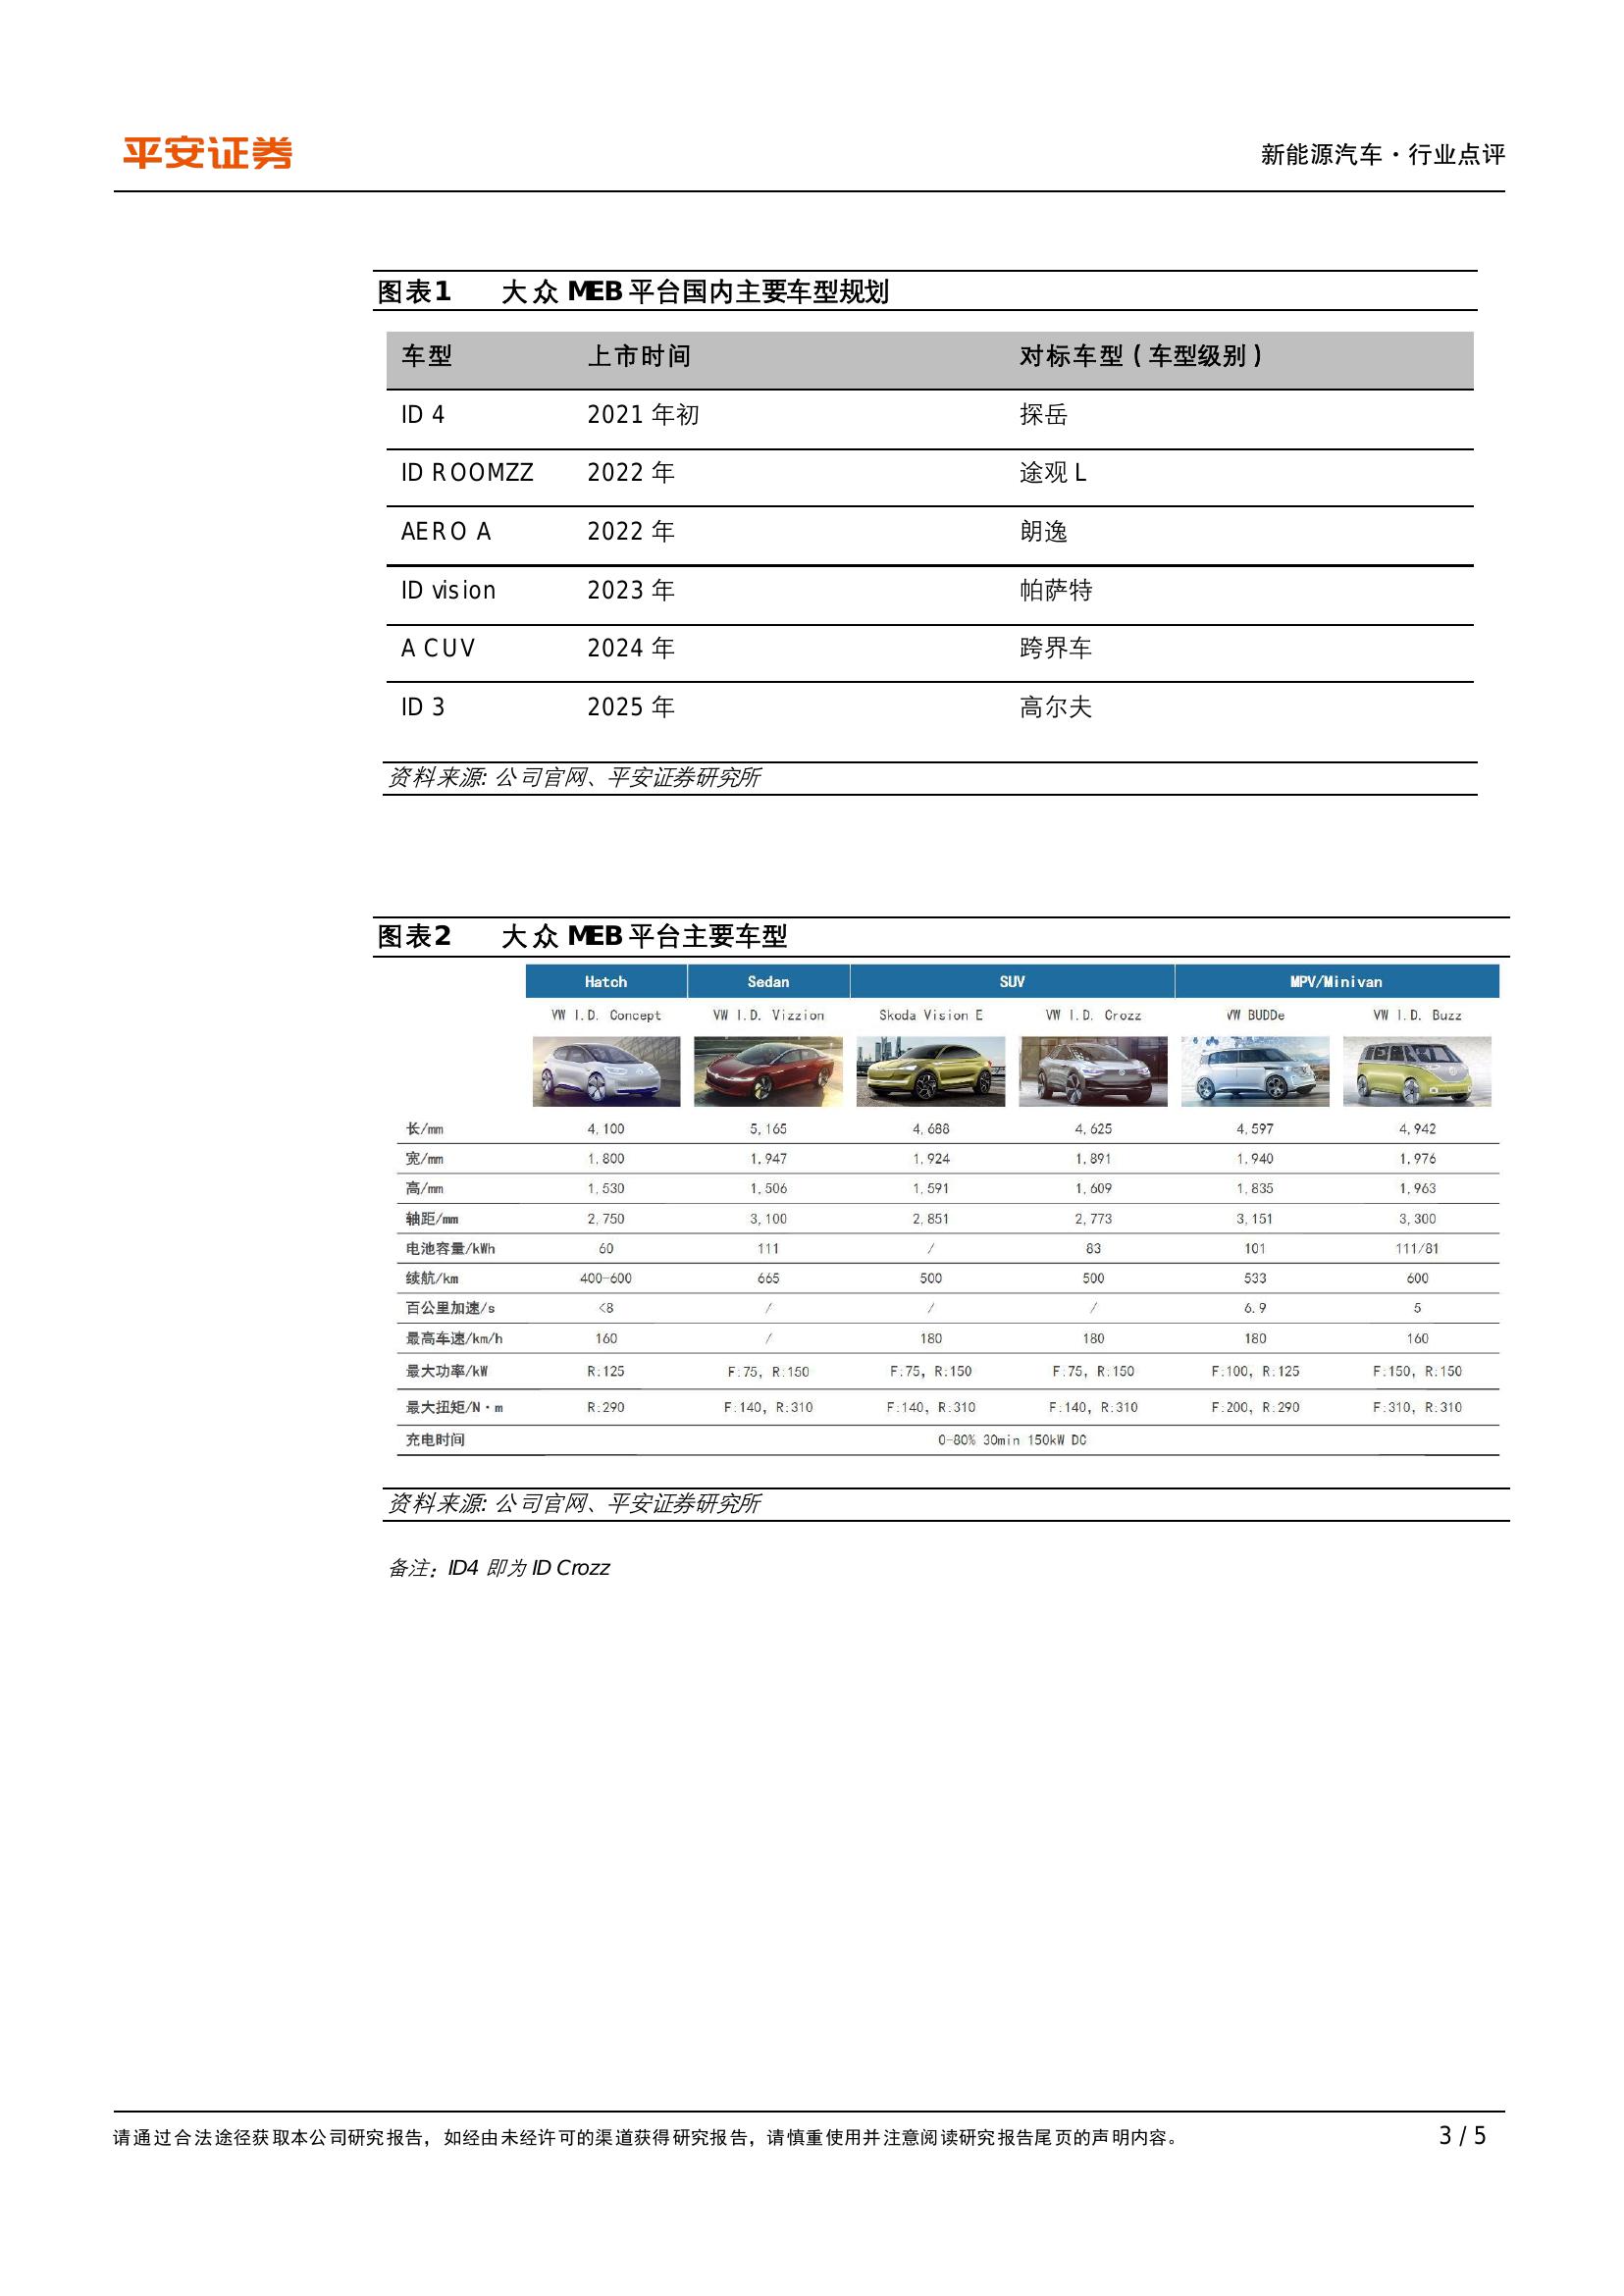 平安证券
新能源汽车·行业点评
图表1 大众 MEB 平台国内主要车型规划
车型 上市时间 对标车型（车型级别）
ID 4 2021 年初 探岳
ID ROOMZZ 2022 年 途观 L
AERO A 2022 年 朗逸
ID vision 2023 年 帕萨特
A CUV 2024 年 跨界车
ID 3 2025 年 高尔夫
资料来源: 公司官网、平安证券研究所
图表2 大众 MEB 平台主要车型
Hatch Sedan SUV MPV/Minivan
VW I.D. Concept VW I.D. Vizzion Skoda Vision E VW I.D. Crozz VW BUDDe VW I.D. Buzz
长/mm 4,100 5,165 4,688 4,625 4,597 4,942
宽/mm 1,800 1,947 1,924 1,891 1,940 1,976
高/mm 1,530 1,506 1,591 1,609 1,835 1,963
轴距/mm 2,750 3,100 2,851 2,773 3,151 3,300
电池容量/kWh 60 111 / 83 101 111/81
续航/km 400-600 665 500 500 533 600
百公里加速/s <8 / / / 6.9 5
最高车速/km/h 160 / 180 180 180 160
最大功率/kW R:125 F:75, R:150 F:75, R:150 F:75, R:150 F:100, R:125 F:150, R:150
最大扭矩/N·m R:290 F:140, R:310 F:140, R:310 F:140, R:310 F:200, R:290 F:310, R:310
充电时间 0-80% 30min 150kW DC
资料来源: 公司官网、平安证券研究所
备注：ID4 即为 ID Crozz
请通过合法途径获取本公司研究报告，如经由未经许可的渠道获得研究报告，请慎重使用并注意阅读研究报告尾页的声明内容。 3 / 5